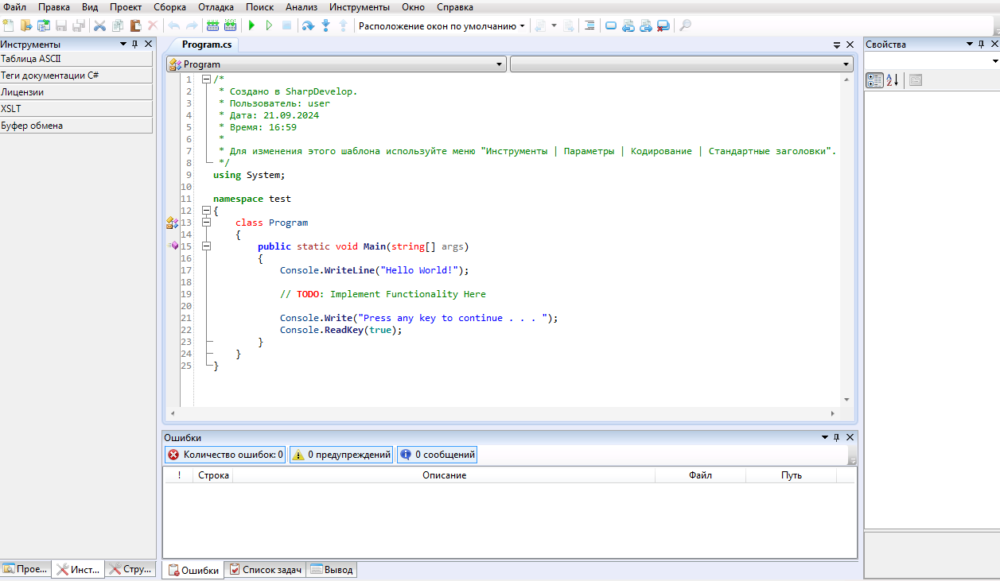 Файл Правка Вид Проект Сборка Отладка Поиск Анализ Инструменты Окно Справка
Расположение окон по умолчанию
Инструменты
Таблица ASCII
Теги документации C#
Лицензии
XSLT
Буфер обмена
Program.cs
Program
1 /*
2 * Создано в SharpDevelop.
3 * Пользователь: user
4 * Дата: 21.09.2024
5 * Время: 16:59
6 *
7 * Для изменения этого шаблона используйте меню "Инструменты | Параметры | Кодирование | Стандартные заголовки".
8 */
9 using System;
10
11 namespace test
12 {
13 class Program
14 {
15 public static void Main(string[] args)
16 {
17 Console.WriteLine("Hello World!");
18
19 // TODO: Implement Functionality Here
20
21 Console.Write("Press any key to continue . . . ");
22 Console.ReadKey(true);
23 }
24 }
25 }
Свойства
Ошибки
Количество ошибок: 0 0 предупреждений 0 сообщений
! Строка Описание Файл Путь
Прое... Инст... Стру... Ошибки Список задач Вывод